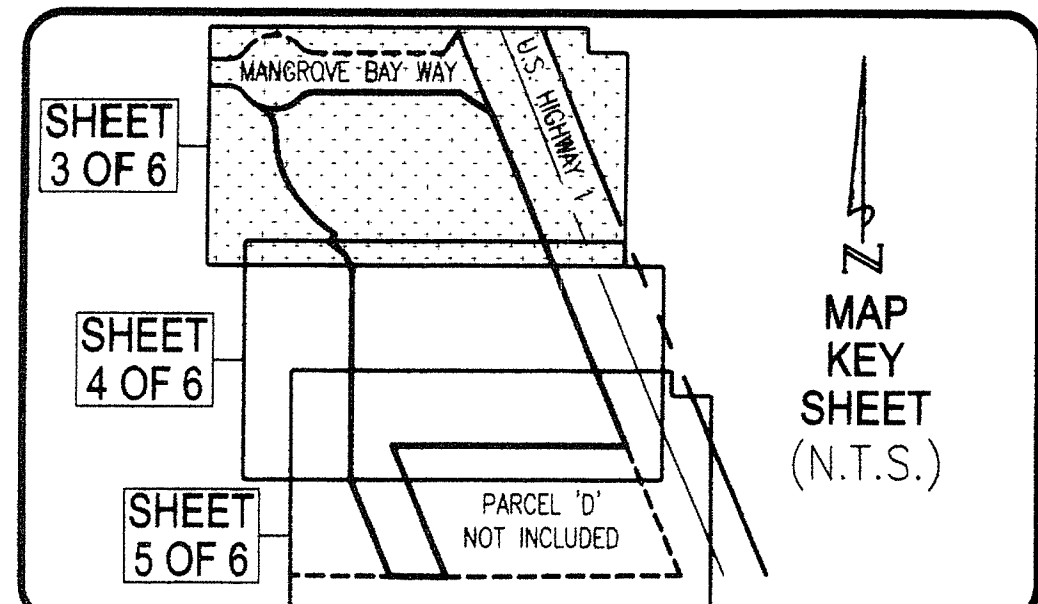 MANGROVE BAY WAY
U.S. HIGHWAY 1
SHEET
3 OF 6
SHEET
4 OF 6
SHEET
5 OF 6
PARCEL 'D'
NOT INCLUDED
N
MAP
KEY
SHEET
(N.T.S.)